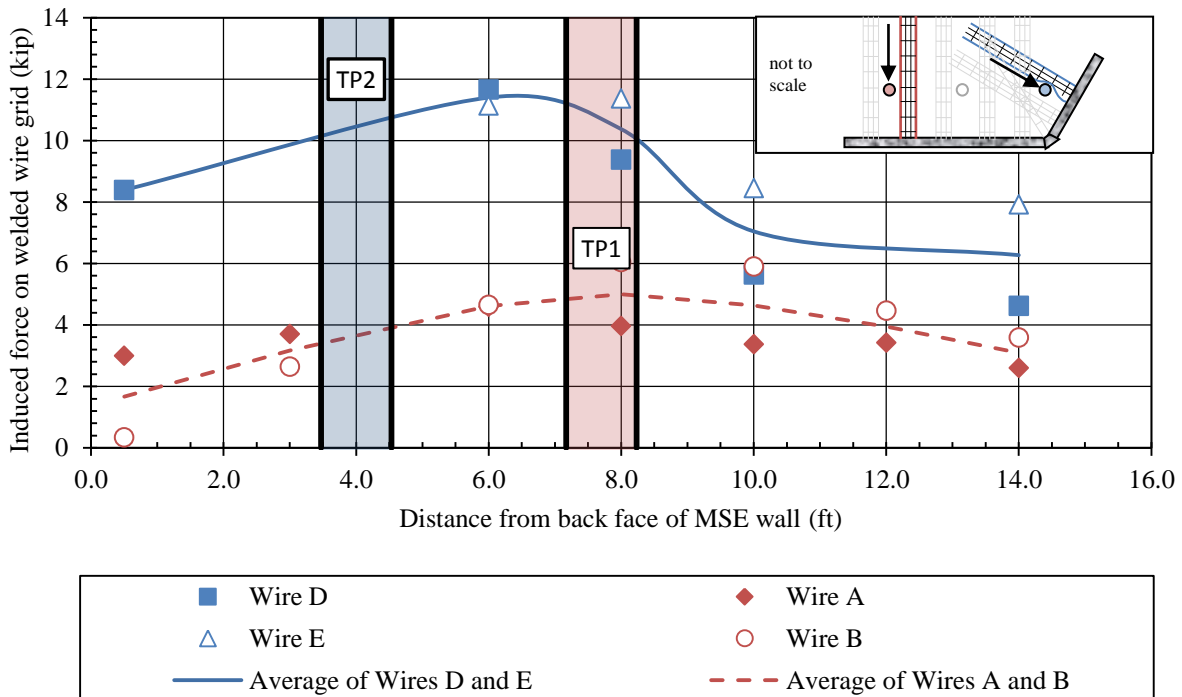 Induced force on welded wire grid (kip)
14
12
10
8
6
4
2
0
TP2
TP1
not to
scale
0.0 2.0 4.0 6.0 8.0 10.0 12.0 14.0 16.0
Distance from back face of MSE wall (ft)
Wire D Wire A
Wire E Wire B
Average of Wires D and E Average of Wires A and B